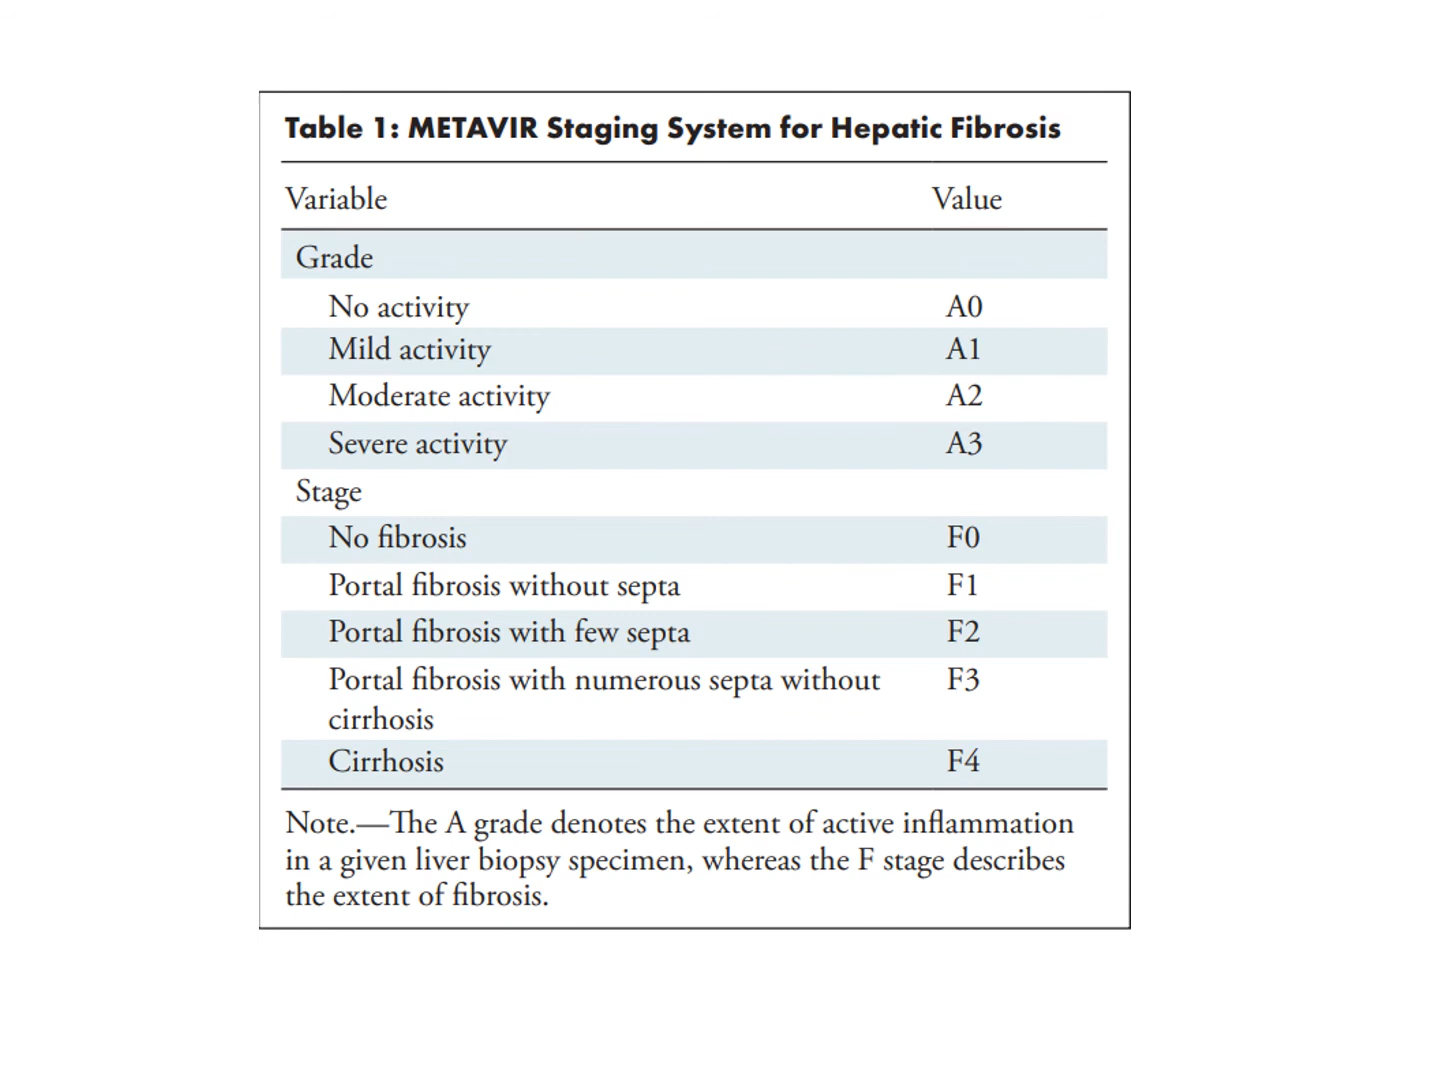 Table 1: METAVIR Staging System for Hepatic Fibrosis
Variable Value
Grade
No activity A0
Mild activity A1
Moderate activity A2
Severe activity A3
Stage
No fibrosis F0
Portal fibrosis without septa F1
Portal fibrosis with few septa F2
Portal fibrosis with numerous septa without F3
cirrhosis
Cirrhosis F4
Note.—The A grade denotes the extent of active inflammation
in a given liver biopsy specimen, whereas the F stage describes
the extent of fibrosis.